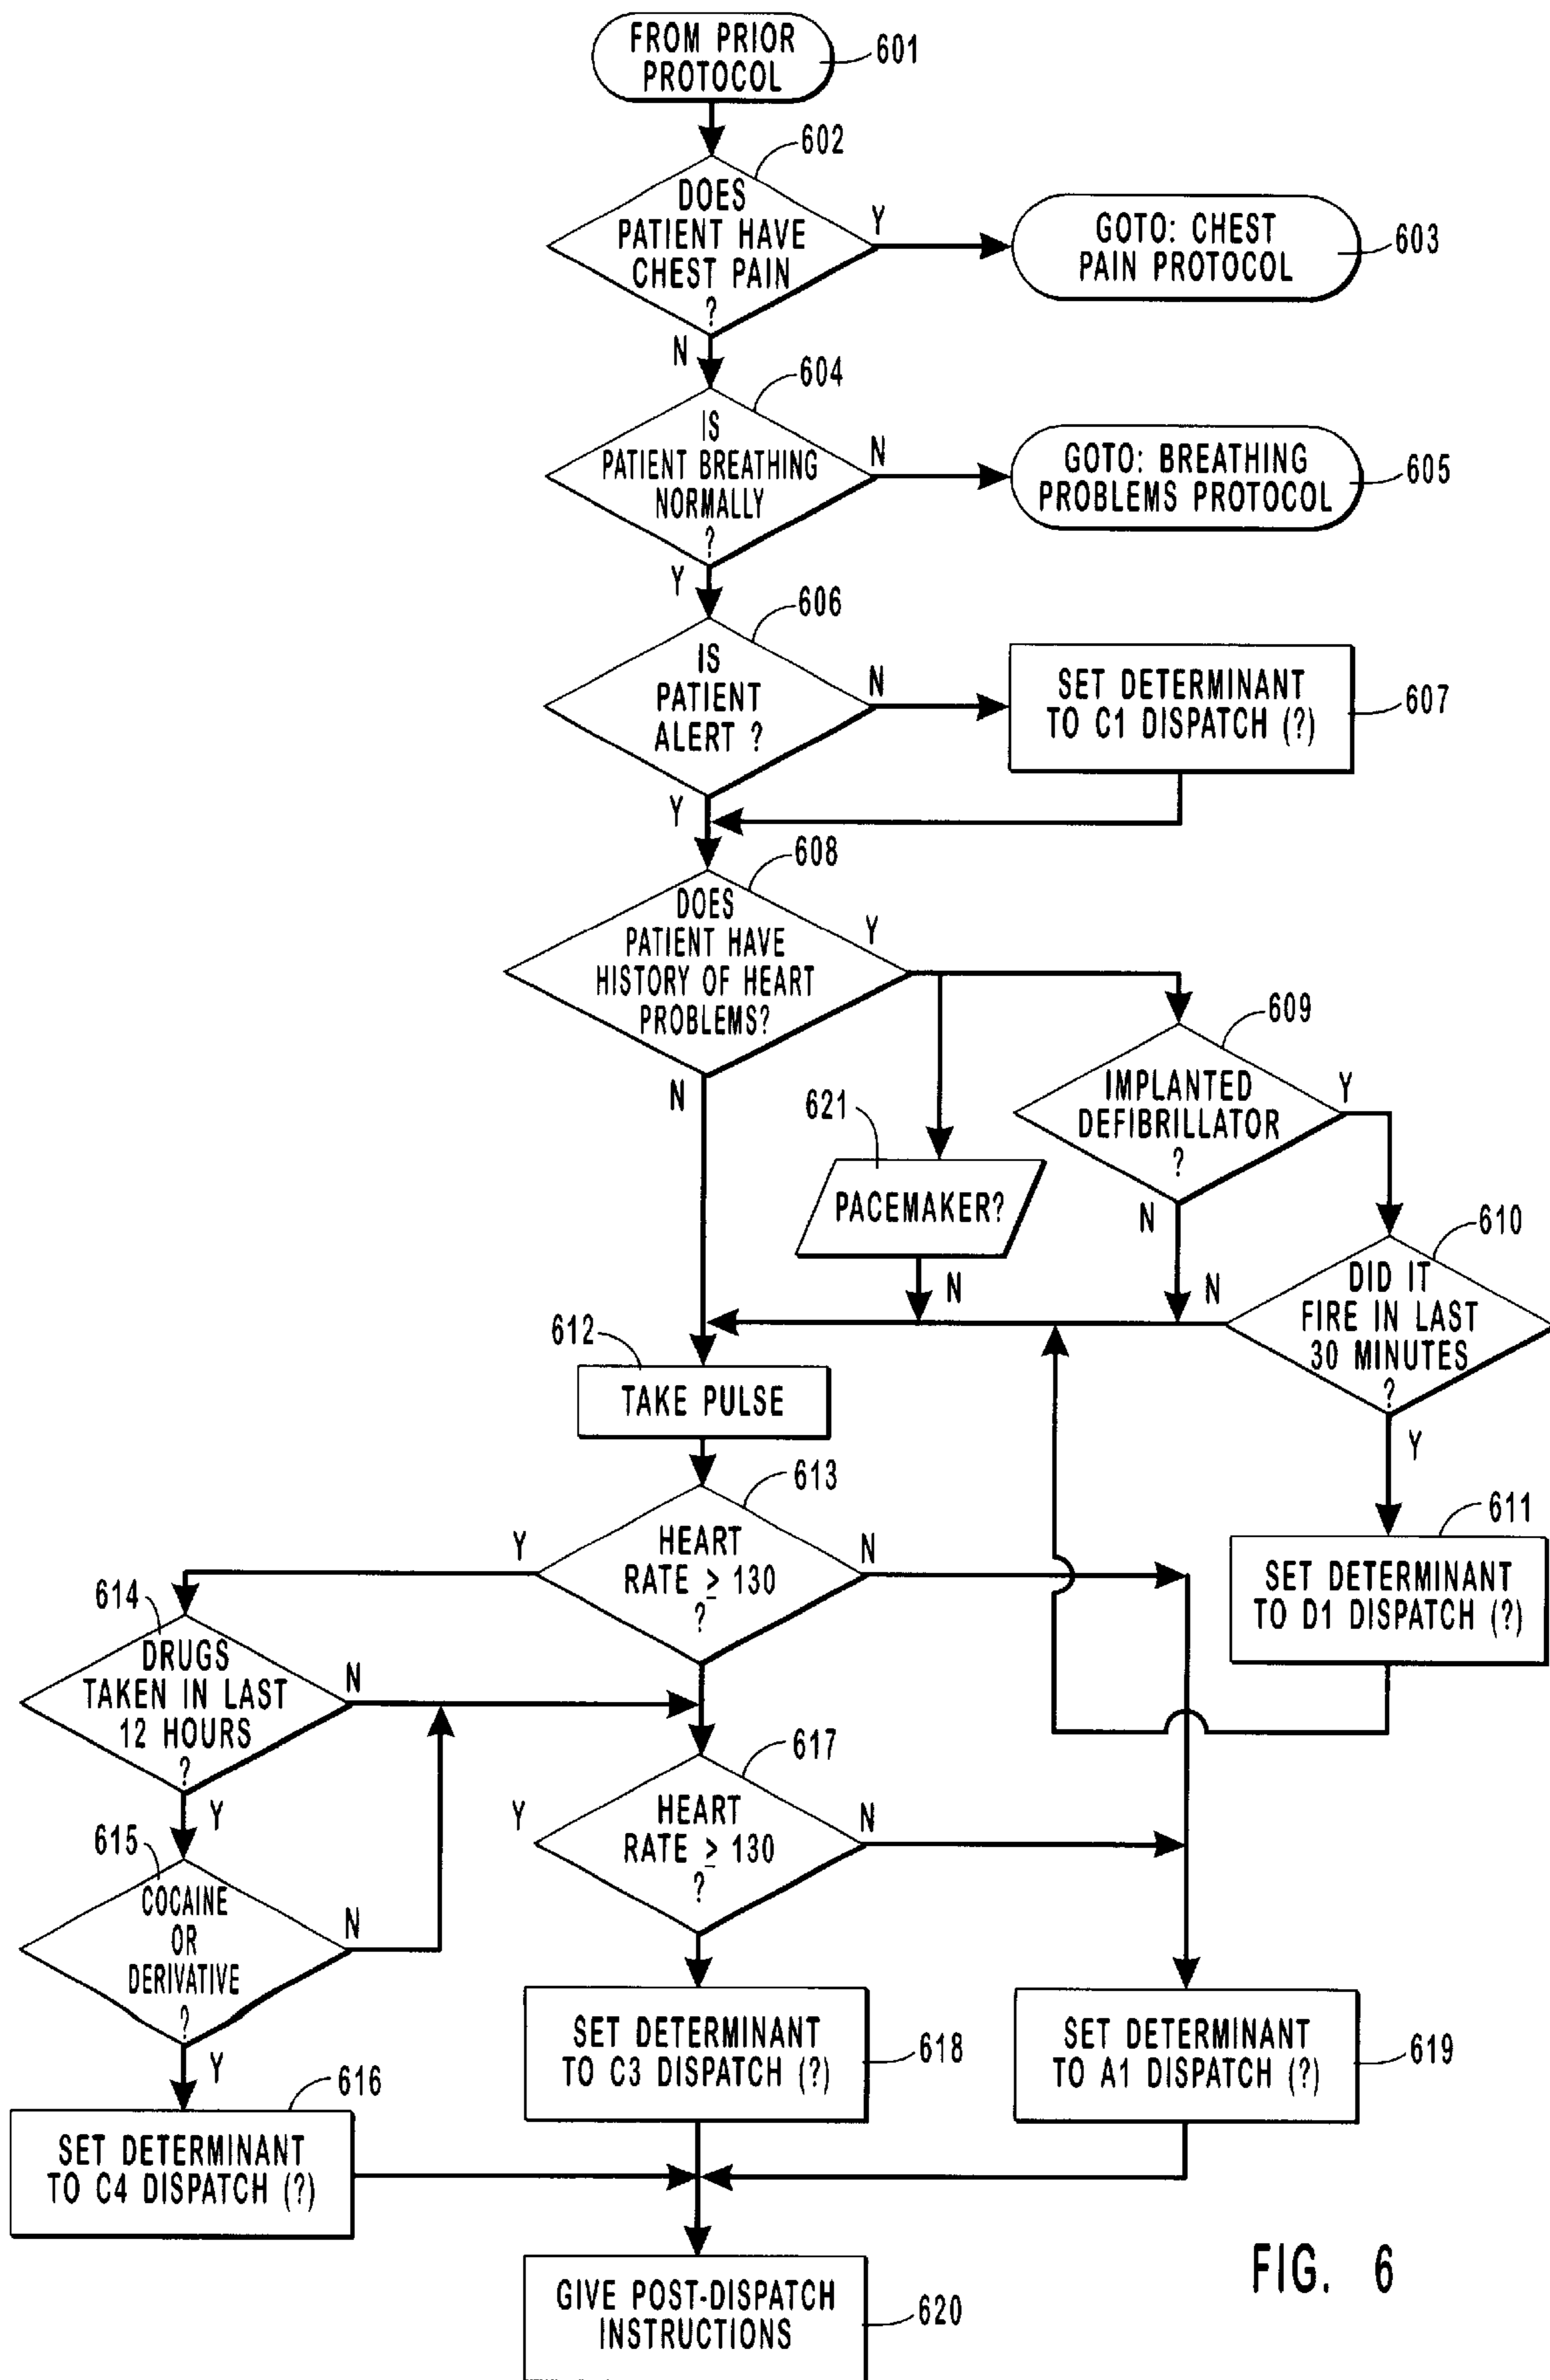 FROM PRIOR
PROTOCOL
601
602
DOES
PATIENT HAVE
CHEST PAIN
?
Y
N
GOTO: CHEST
PAIN PROTOCOL
603
604
IS
PATIENT BREATHING
NORMALLY
?
N
Y
GOTO: BREATHING
PROBLEMS PROTOCOL
605
606
IS
PATIENT
ALERT ?
N
Y
SET DETERMINANT
TO C1 DISPATCH (?)
607
608
DOES
PATIENT HAVE
HISTORY OF HEART
PROBLEMS?
Y
N
609
IMPLANTED
DEFIBRILLATOR
?
Y
N
621
PACEMAKER?
N
610
DID IT
FIRE IN LAST
30 MINUTES
?
N
Y
612
TAKE PULSE
611
SET DETERMINANT
TO D1 DISPATCH (?)
613
HEART
RATE ≥ 130
?
Y
N
614
DRUGS
TAKEN IN LAST
12 HOURS
?
N
Y
617
HEART
RATE ≥ 130
?
Y
N
615
COCAINE
OR
DERIVATIVE
?
N
Y
616
SET DETERMINANT
TO C4 DISPATCH (?)
SET DETERMINANT
TO C3 DISPATCH (?)
618
SET DETERMINANT
TO A1 DISPATCH (?)
619
GIVE POST-DISPATCH
INSTRUCTIONS
620
FIG. 6